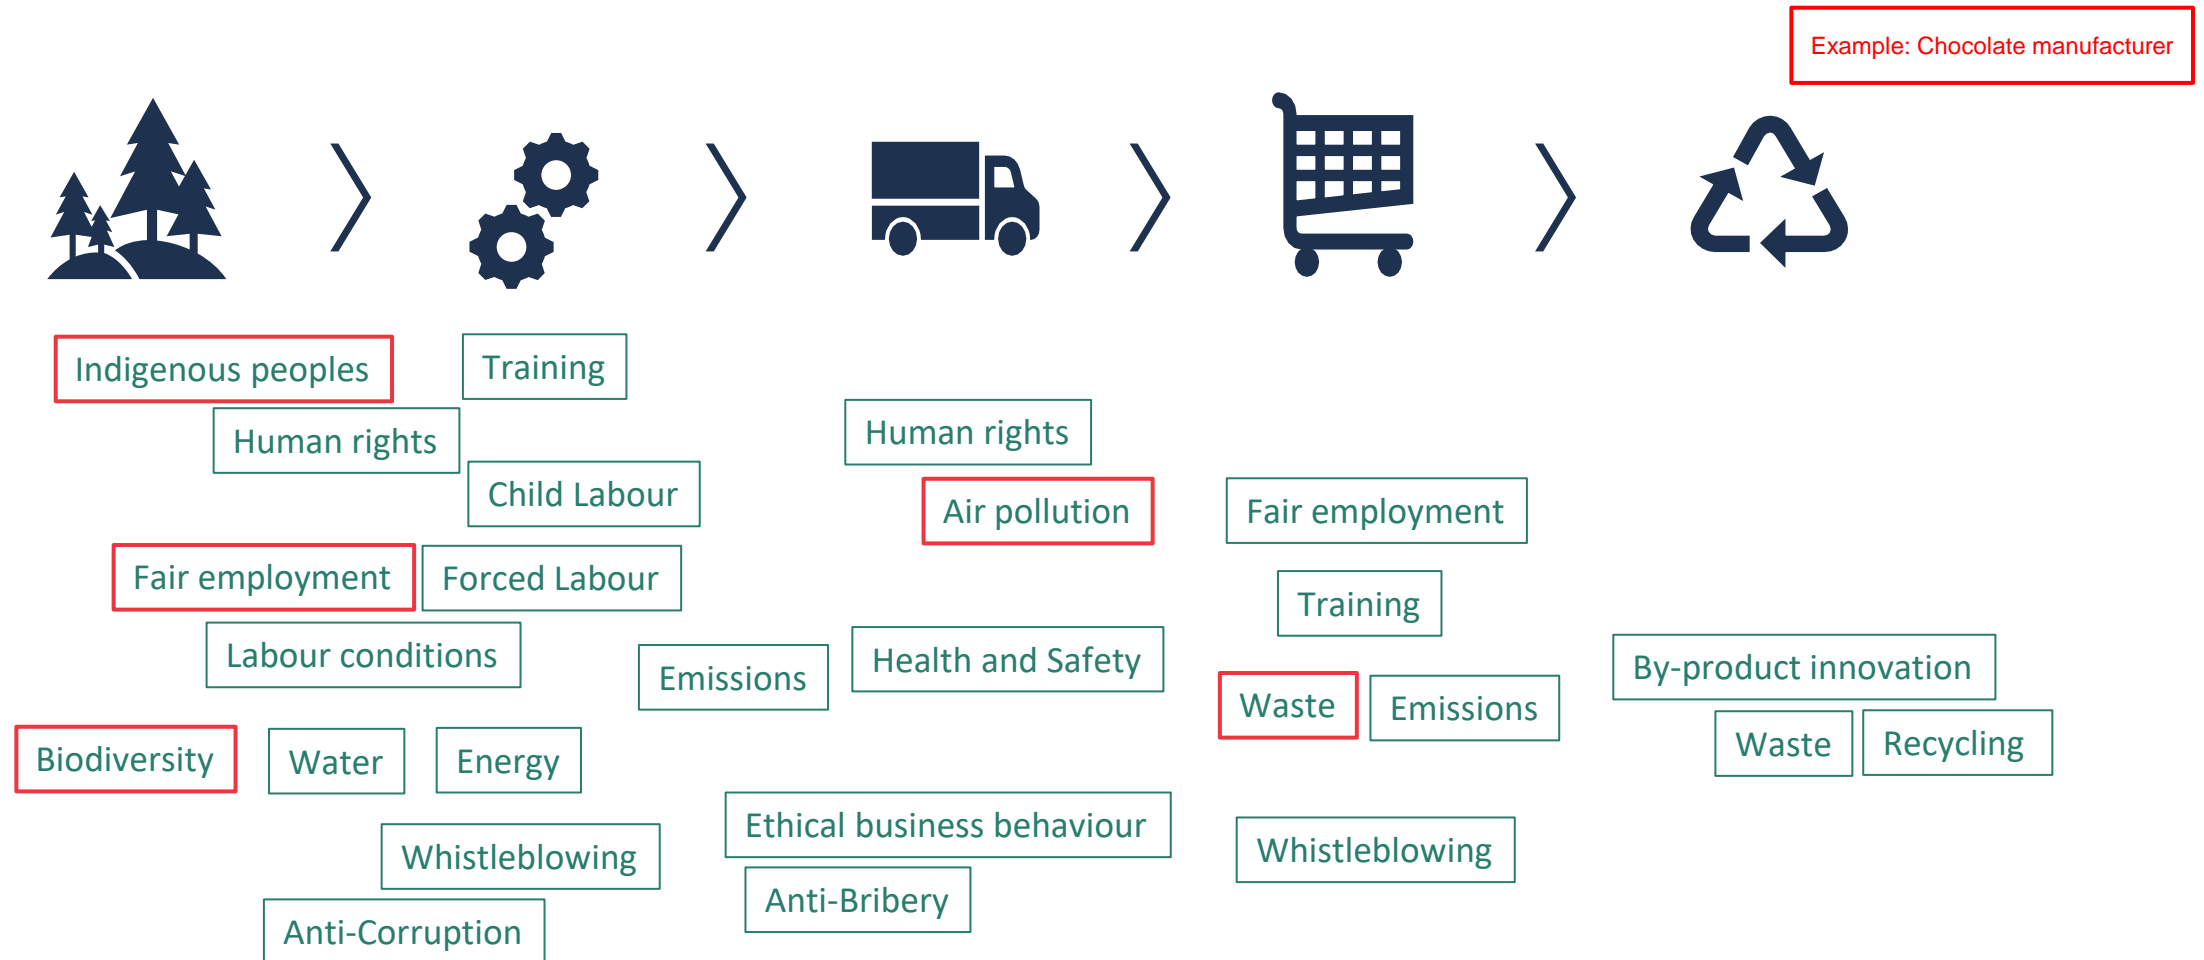 Example: Chocolate manufacturer
Indigenous peoples
Human rights
Fair employment
Labour conditions
Biodiversity
Water
Anti-Corruption
Training
Child Labour
Forced Labour
Energy
Whistleblowing
Emissions
Human rights
Air pollution
Health and Safety
Ethical business behaviour
Anti-Bribery
Fair employment
Training
Waste
Emissions
Whistleblowing
By-product innovation
Waste
Recycling